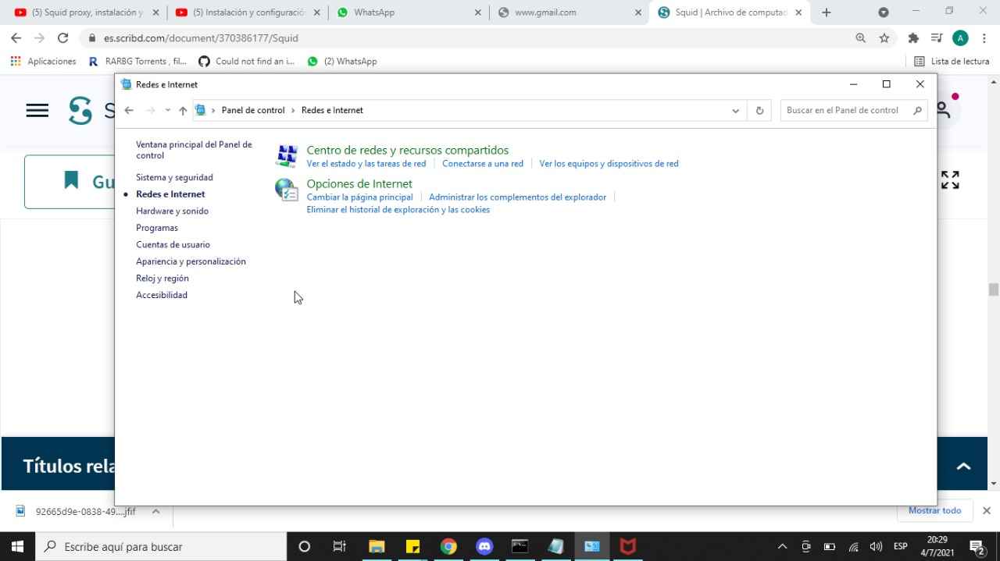 (5) Squid proxy, instalación y
(5) Instalación y configuració
WhatsApp
www.gmail.com
Squid | Archivo de computad
es.scribd.com/document/370386177/Squid
A
Aplicaciones
RARBG Torrents , fil...
Could not find an i...
(2) WhatsApp
Lista de lectura
Redes e Internet
Panel de control > Redes e Internet
Buscar en el Panel de control
S
Gu
Ventana principal del Panel de
control
Sistema y seguridad
Redes e Internet
Hardware y sonido
Programas
Cuentas de usuario
Apariencia y personalización
Reloj y región
Accesibilidad
Centro de redes y recursos compartidos
Ver el estado y las tareas de red | Conectarse a una red | Ver los equipos y dispositivos de red
Opciones de Internet
Cambiar la página principal | Administrar los complementos del explorador |
Eliminar el historial de exploración y las cookies
Títulos rela
92665d9e-0838-49....jfif
Mostrar todo
Escribe aquí para buscar
ESP
20:29
4/7/2021
2